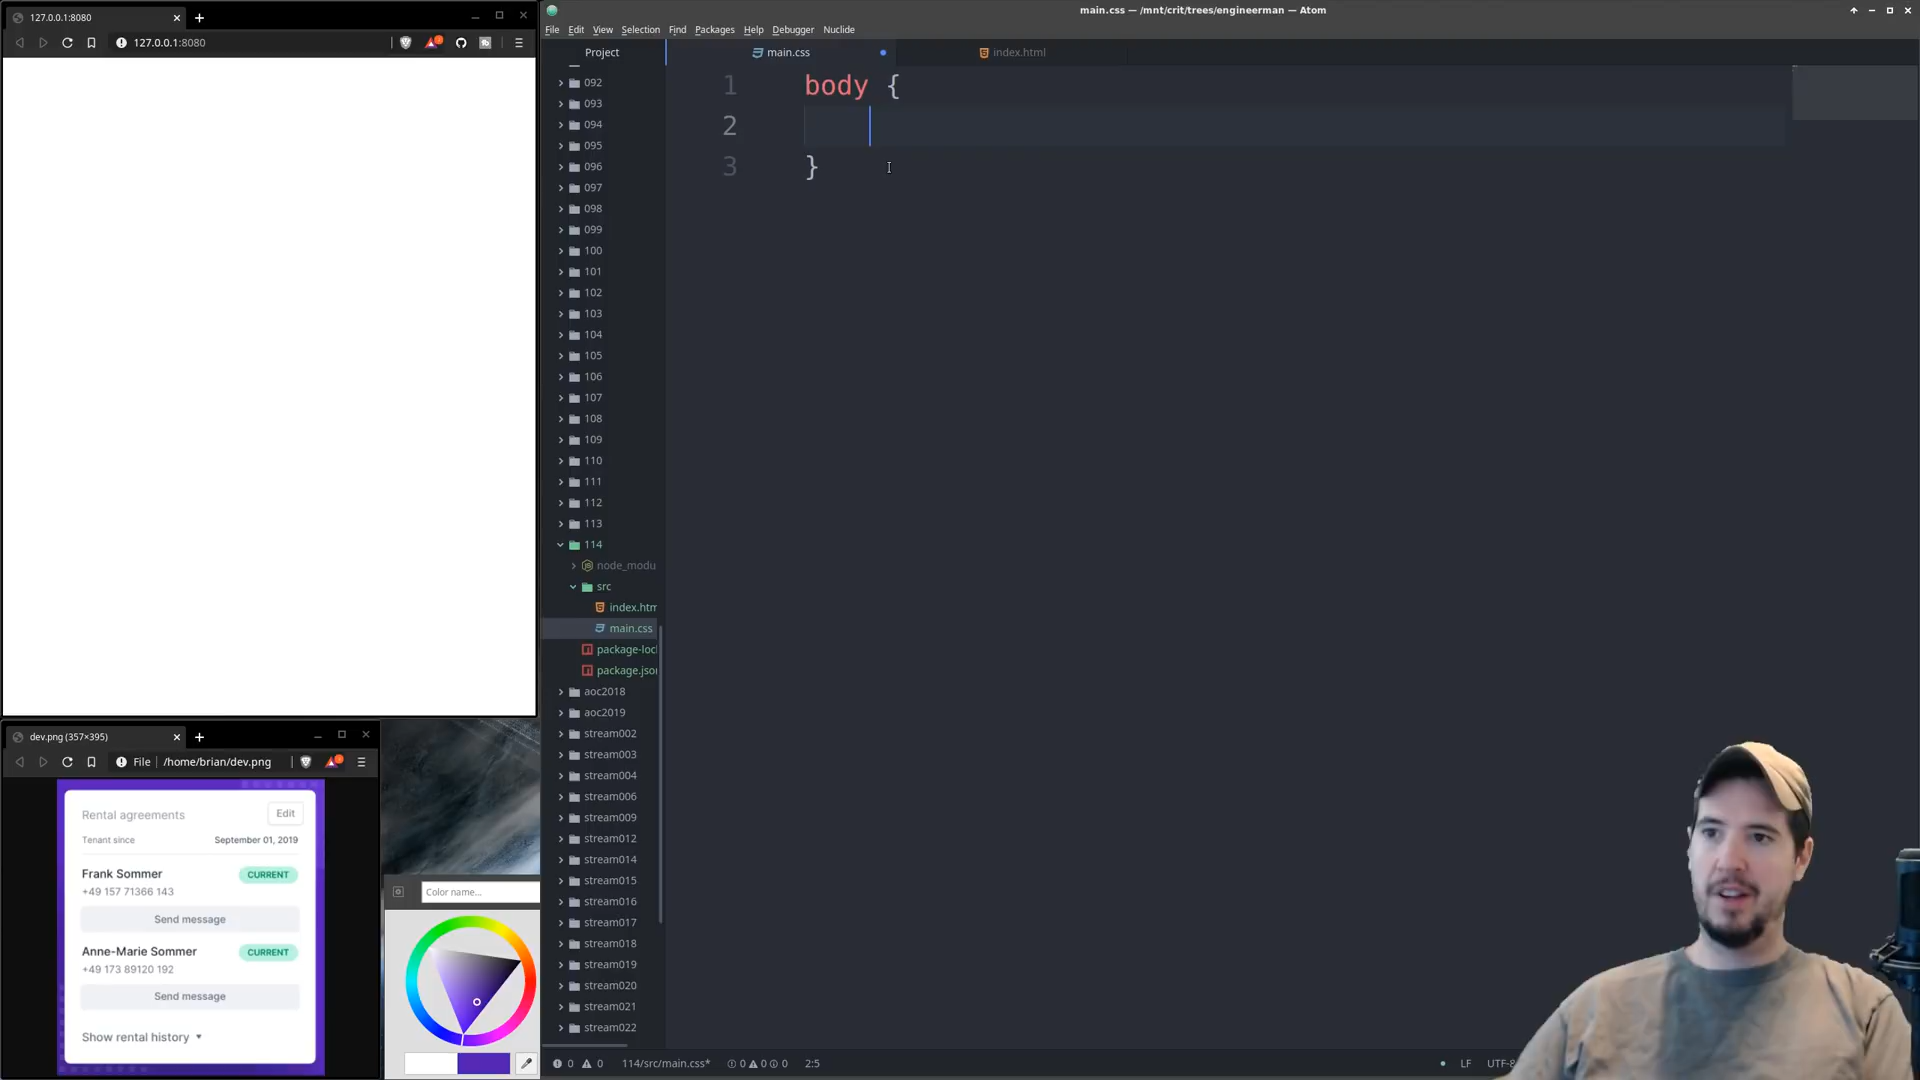 127.0.0.1:8080
127.0.0.1:8080
main.css — /mnt/crit/trees/engineerman — Atom
File Edit View Selection Find Packages Help Debugger Nuclide
Project
main.css
index.html
092
093
094
095
096
097
098
099
100
101
102
103
104
105
106
107
108
109
110
111
112
113
114
node_modu
src
index.htm
main.css
package-loc
package.jso
aoc2018
aoc2019
stream002
stream003
stream004
stream006
stream009
stream012
stream014
stream015
stream016
stream017
stream018
stream019
stream020
stream021
stream022
1 body {
2
3 }
dev.png (357×395)
File /home/brian/dev.png
Rental agreements Edit
Tenant since September 01, 2019
Frank Sommer CURRENT
+49 157 71366 143
Send message
Anne-Marie Sommer CURRENT
+49 173 89120 192
Send message
Show rental history
Color name...
0 0 114/src/main.css* 0 0 0 2:5 LF UTF-8